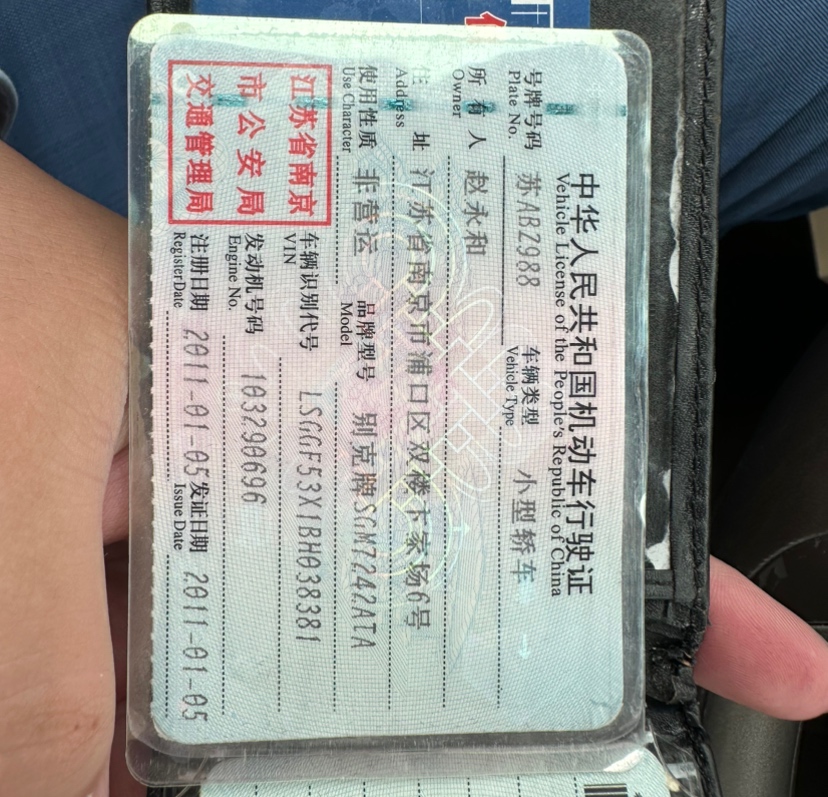 中华人民共和国机动车行驶证
Vehicle License of the People's Republic of China
号牌号码 苏ABZ988 车辆类型 小型轿车
Plate No. Vehicle Type
所有人 赵永和
Owner
住址 江苏省南京市浦口区双楼卞家场6号
Address
使用性质 非营运 品牌型号 别克牌SGM7242ATA
Use Character Model
江苏省南京
市公安局
交通管理局
车辆识别代号 LSGGF53X1BH038381
VIN
发动机号码 103290696
Engine No.
注册日期 2011-01-05 发证日期 2011-01-05
Register Date Issue Date